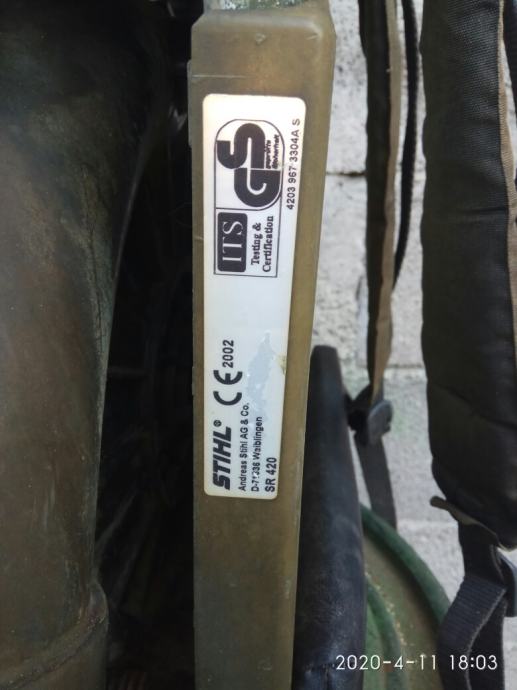 STIHL® CE 2002
Andreas Stihl AG & Co.
Waiblingen
SR 420
ITS
Testing &
Certification
GS
geprüfte
Sicherheit
4203 967 3304A S
2020-4-11 18:03